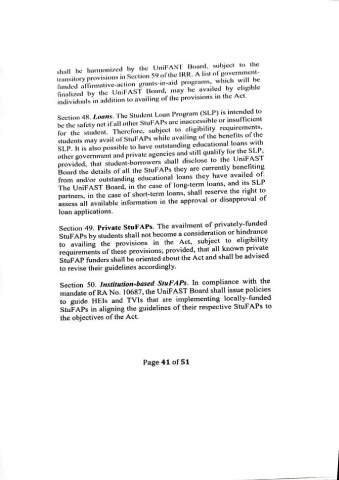 shall be harmonized by the UniFAST Board, subject to the
transitory provisions in Section 59 of the IRR. A list of government-
funded affirmative-action grants-in-aid programs, which will be
finalized by the UniFAST Board, may be availed by eligible
individuals in addition to availing of the provisions in the Act.
Section 48. Loans. The Student Loan Program (SLP) is intended to
be the safety net if all other StuFAPs are inaccessible or insufficient
for the student. Therefore, subject to eligibility requirements,
students may avail of StuFAPs while availing of the benefits of the
SLP. It is also possible to have outstanding educational loans with
other government and private agencies and still qualify for the SLP,
provided, that student-borrowers shall disclose to the UniFAST
Board the details of all the StuFAPs they are currently benefiting
from and/or outstanding educational loans they have availed of.
The UniFAST Board, in the case of long-term loans, and its SLP
partners, in the case of short-term loans, shall reserve the right to
assess all available information in the approval or disapproval of
loan applications.
Section 49. Private StuFAPs. The availment of privately-funded
StuFAPs by students shall not become a consideration or hindrance
to availing the provisions in the Act, subject to eligibility
requirements of these provisions; provided, that all known private
StuFAP funders shall be oriented about the Act and shall be advised
to revise their guidelines accordingly.
Section 50. Institution-based StuFAPs. In compliance with the
mandate of RA No. 10687, the UniFAST Board shall issue policies
to guide HEIs and TVIs that are implementing locally-funded
StuFAPs in aligning the guidelines of their respective StuFAPs to
the objectives of the Act.
Page 41 of 51